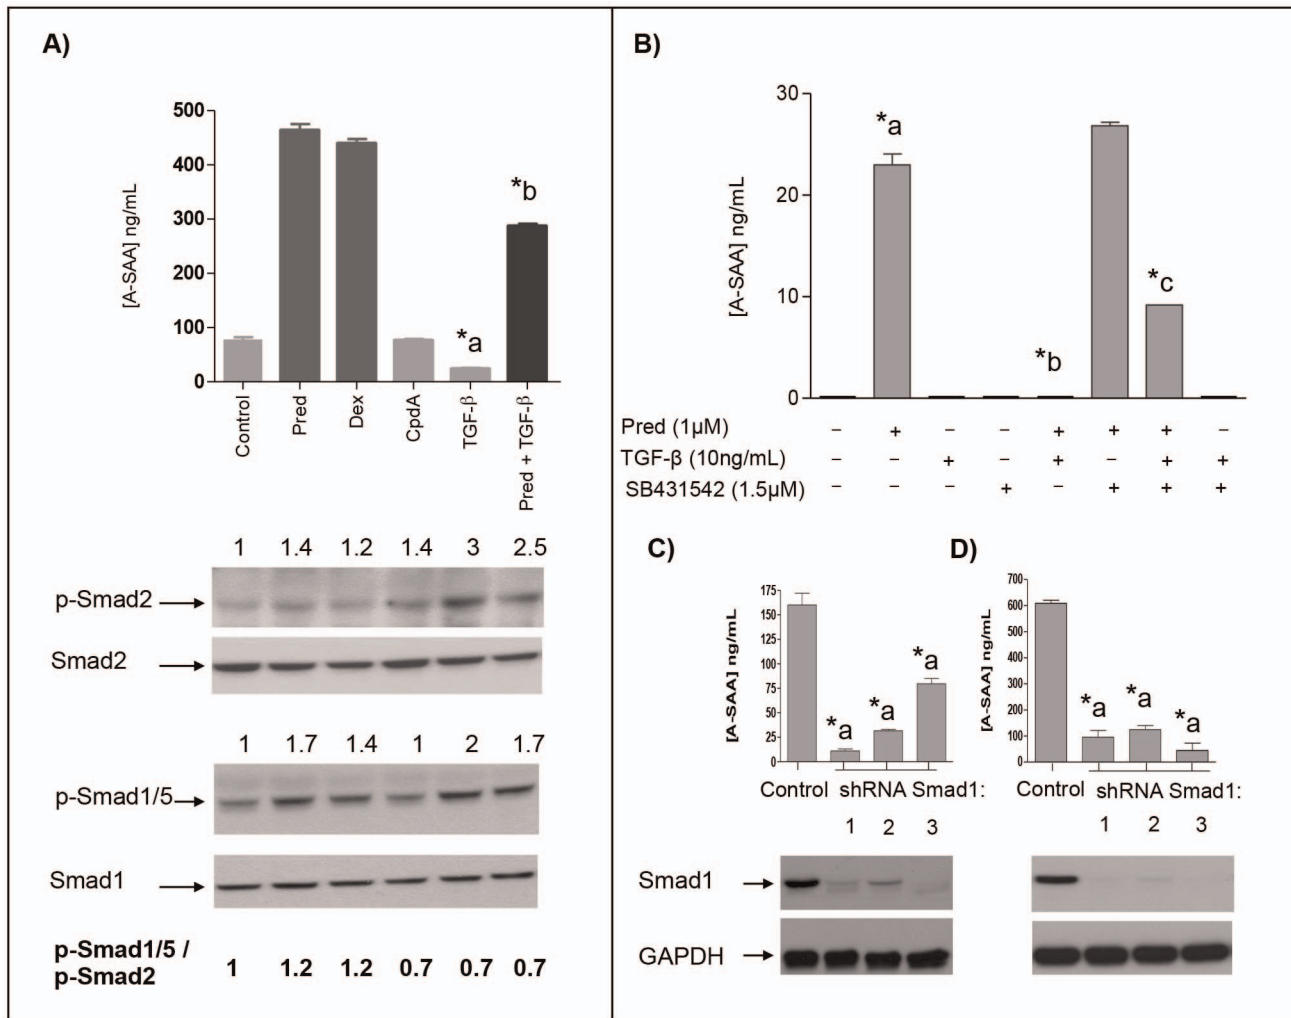 A)
500
400
300
200
100
0
[A-SAA] ng/mL
*a
*b
Control
Pred
Dex
CpdA
TGF-β
Pred + TGF-β
1 1.4 1.2 1.4 3 2.5
p-Smad2
Smad2
1 1.7 1.4 1 2 1.7
p-Smad1/5
Smad1
p-Smad1/5 /
p-Smad2
1 1.2 1.2 0.7 0.7 0.7
B)
30
20
10
0
[A-SAA] ng/mL
*a
*b
*c
Pred (1µM) – + – – + + + –
TGF-β (10ng/mL) – – + – + – + +
SB431542 (1.5µM) – – – + – + + +
C)
175
150
125
100
75
50
25
0
[A-SAA] ng/mL
*a *a *a
Control shRNA Smad1:
1 2 3
Smad1
GAPDH
D)
700
600
500
400
300
200
100
0
[A-SAA] ng/mL
*a *a *a
Control shRNA Smad1:
1 2 3